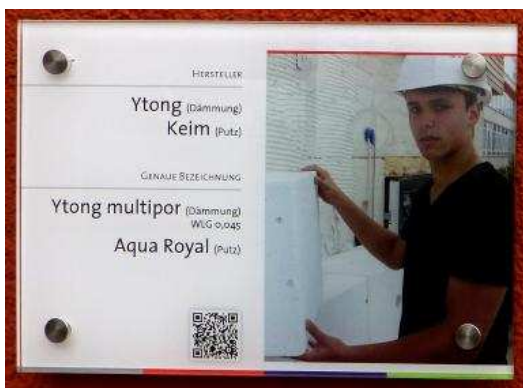 HERSTELLER
Ytong (Dämmung)
Keim (Putz)
GENAUE BEZEICHNUNG
Ytong multipor (Dämmung)
WLG 0,045
Aqua Royal (Putz)